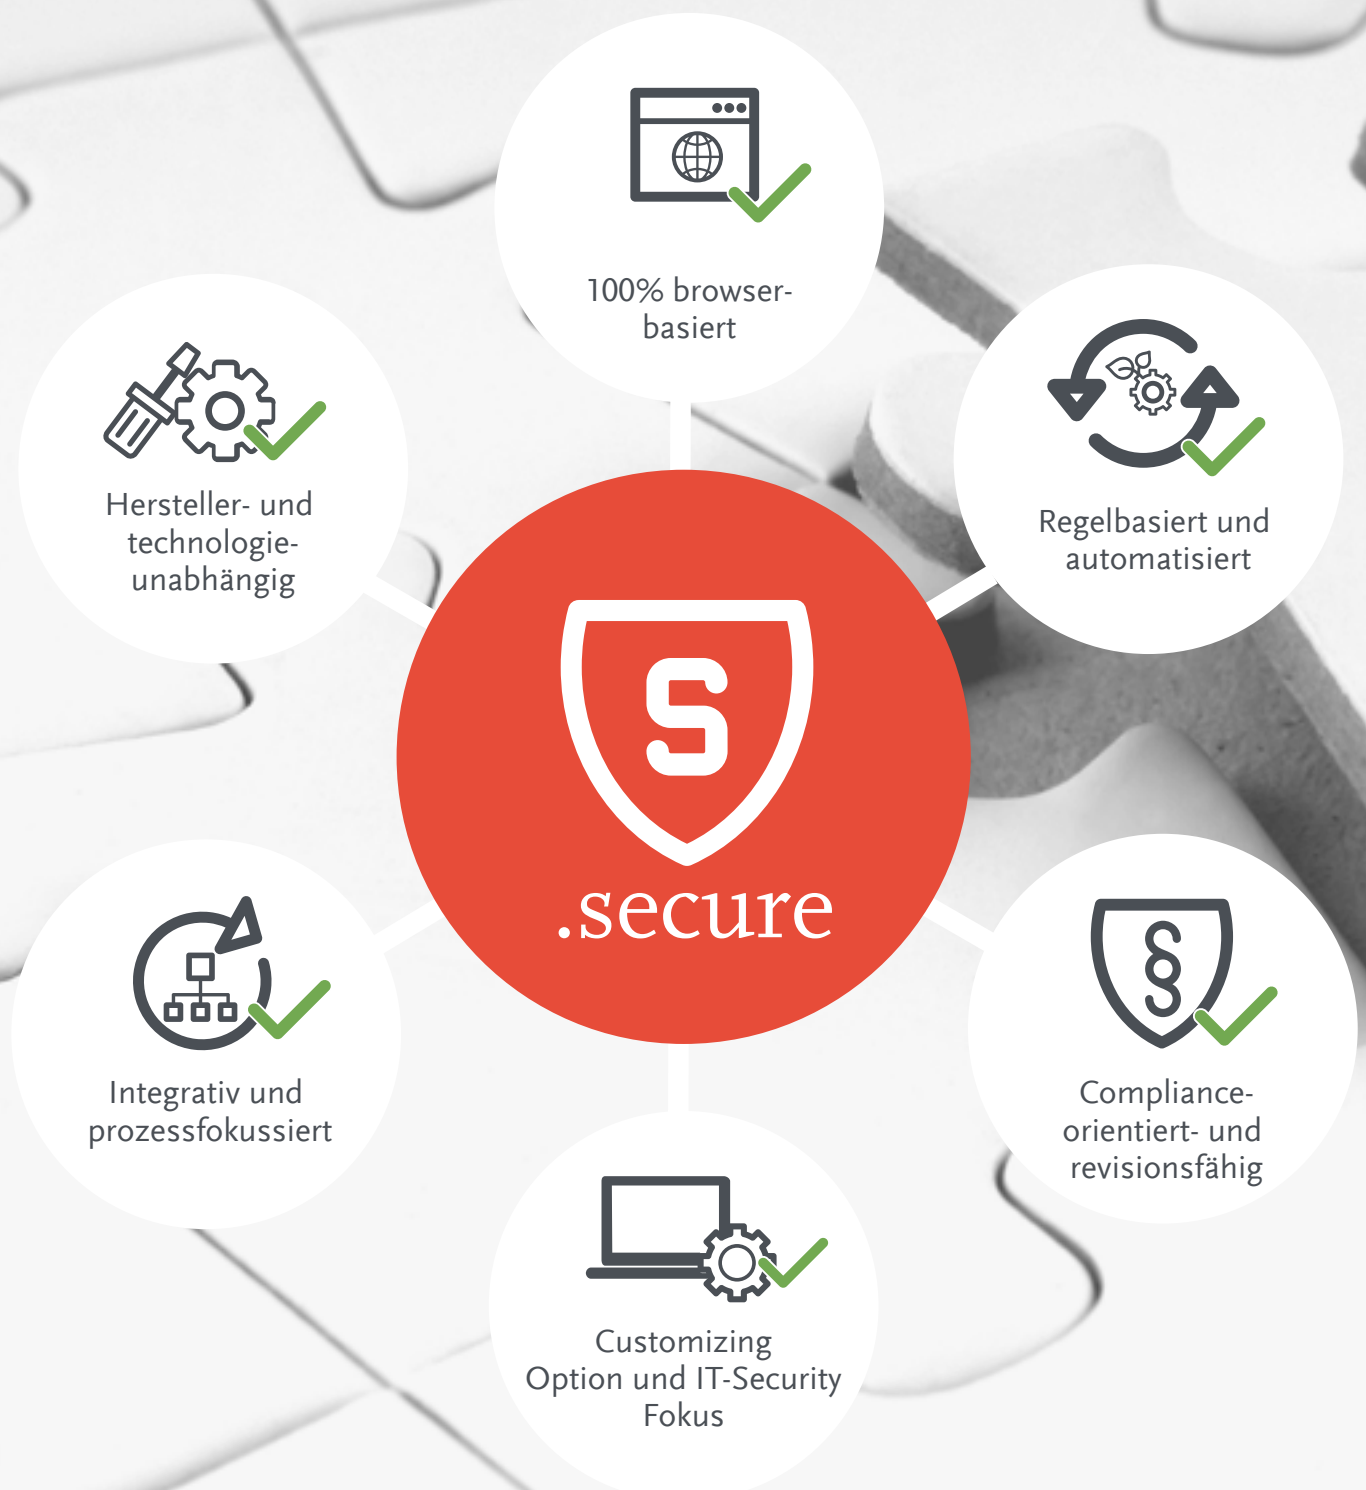 100% browser-
basiert
Hersteller- und
technologie-
unabhängig
Regelbasiert und
automatisiert
S
.secure
§
Integrativ und
prozessfokussiert
Compliance-
orientiert- und
revisionsfähig
Customizing
Option und IT-Security
Fokus